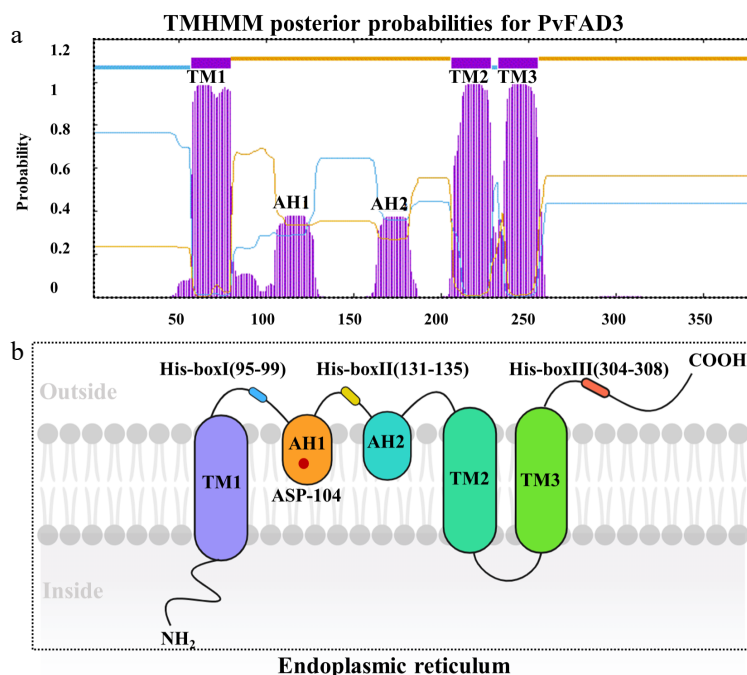 TMHMM posterior probabilities for PvFAD3
a
1.2
1
0.8
0.6
0.4
0.2
0
Probability
TM1
TM2
TM3
AH1
AH2
50
100
150
200
250
300
350
b
His-boxI(95-99)
His-boxII(131-135)
His-boxIII(304-308)
COOH
Outside
TM1
AH1
AH2
TM2
TM3
ASP-104
Inside
NH2
Endoplasmic reticulum